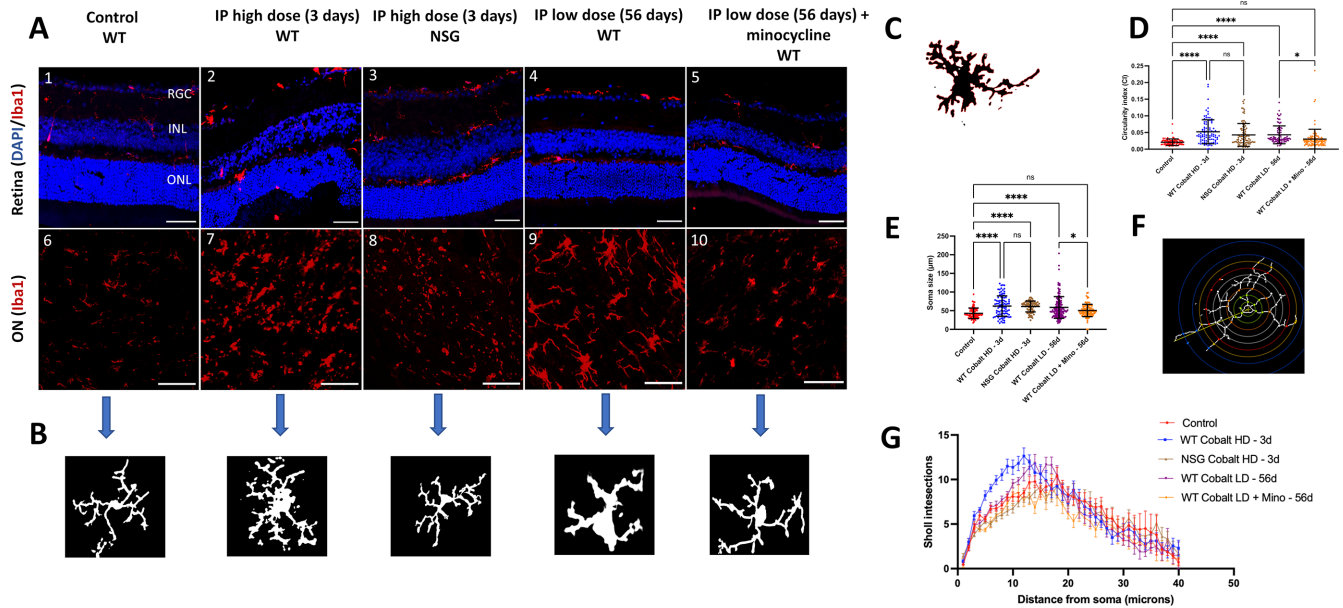 A
Control
WT
IP high dose (3 days)
WT
IP high dose (3 days)
NSG
IP low dose (56 days)
WT
IP low dose (56 days) +
minocycline
WT
Retina (DAPI/Iba1)
1
RGC
INL
ONL
2
3
4
5
ON (Iba1)
6
7
8
9
10
B
C
D
ns
****
****
****
ns
*
Circularity index (CI)
0.25
0.20
0.15
0.10
0.05
0.00
Control
WT Cobalt HD - 3d
NSG Cobalt HD - 3d
WT Cobalt LD- 56d
WT Cobalt LD + Mino - 56d
E
ns
****
****
****
ns
*
Soma size (μm)
250
200
150
100
50
0
Control
WT Cobalt HD - 3d
NSG Cobalt HD - 3d
WT Cobalt LD - 56d
WT Cobalt LD + Mino - 56d
F
G
Sholl intesections
15
10
5
0
0
10
20
30
40
50
Distance from soma (microns)
Control
WT Cobalt HD - 3d
NSG Cobalt HD - 3d
WT Cobalt LD - 56d
WT Cobalt LD + Mino - 56d